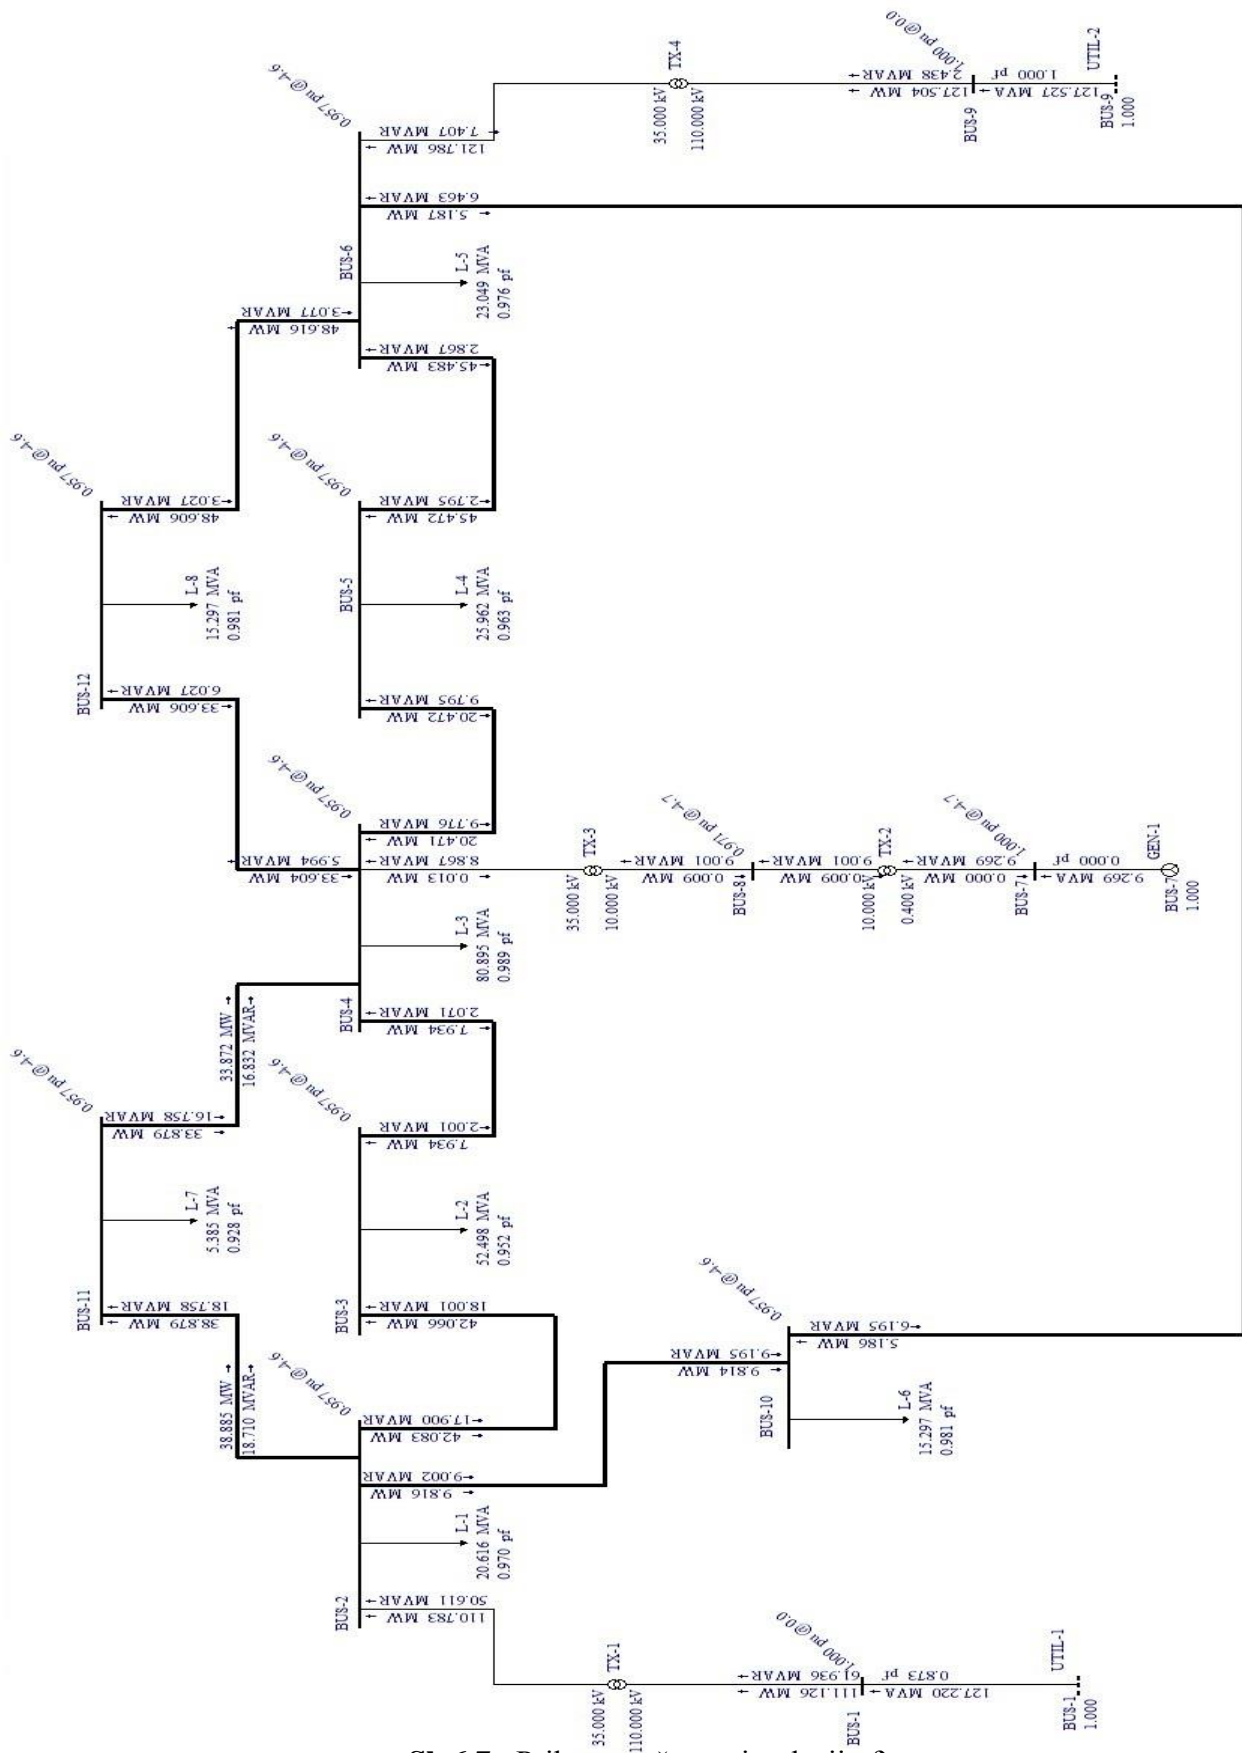 1.000 pu @0.0
0.957 pu @-4.6
TX-4
35.000 kV
110.000 kV
127.504 MW
2.438 MVAR
BUS-9
127.527 MVA
1.000 pf
UTIL-2
BUS-9
1.000
121.786 MW
7.407 MVAR
5.187 MW
6.463 MVAR
BUS-6
L-5
23.049 MVA
0.976 pf
48.616 MW
3.077 MVAR
45.483 MW
2.867 MVAR
0.957 pu @-4.6
0.957 pu @-4.6
48.606 MW
3.027 MVAR
45.472 MW
2.795 MVAR
L-8
15.297 MVA
0.981 pf
BUS-5
L-4
25.962 MVA
0.963 pf
BUS-12
33.606 MW
6.027 MVAR
20.472 MW
9.795 MVAR
0.957 pu @-4.6
20.471 MW
9.776 MVAR
33.604 MW
5.994 MVAR
0.013 MW
8.867 MVAR
TX-3
35.000 kV
10.000 kV
0.009 MW
9.001 MVAR
0.971 pu @-4.7
BUS-8
0.009 MW
9.001 MVAR
TX-2
10.000 kV
0.400 kV
0.000 MW
9.269 MVAR
1.000 pu @-4.7
BUS-7
9.269 MVA
0.000 pf
GEN-1
BUS-7
1.000
L-3
80.895 MVA
0.989 pf
BUS-4
33.872 MW
16.832 MVAR
7.934 MW
2.071 MVAR
0.957 pu @-4.6
0.957 pu @-4.6
33.879 MW
16.758 MVAR
7.934 MW
2.001 MVAR
L-7
5.385 MVA
0.928 pf
L-2
52.498 MVA
0.952 pf
BUS-11
38.879 MW
18.758 MVAR
BUS-3
42.066 MW
18.001 MVAR
0.957 pu @-4.6
5.186 MW
6.195 MVAR
9.814 MW
9.195 MVAR
BUS-10
L-6
15.297 MVA
0.981 pf
38.885 MW
18.710 MVAR
0.957 pu @-4.6
42.083 MW
17.900 MVAR
9.816 MW
9.002 MVAR
L-1
20.616 MVA
0.970 pf
BUS-2
110.783 MW
50.611 MVAR
TX-1
35.000 kV
110.000 kV
111.126 MW
61.936 MVAR
1.000 pu @0.0
BUS-1
127.220 MVA
0.873 pf
UTIL-1
BUS-1
1.000